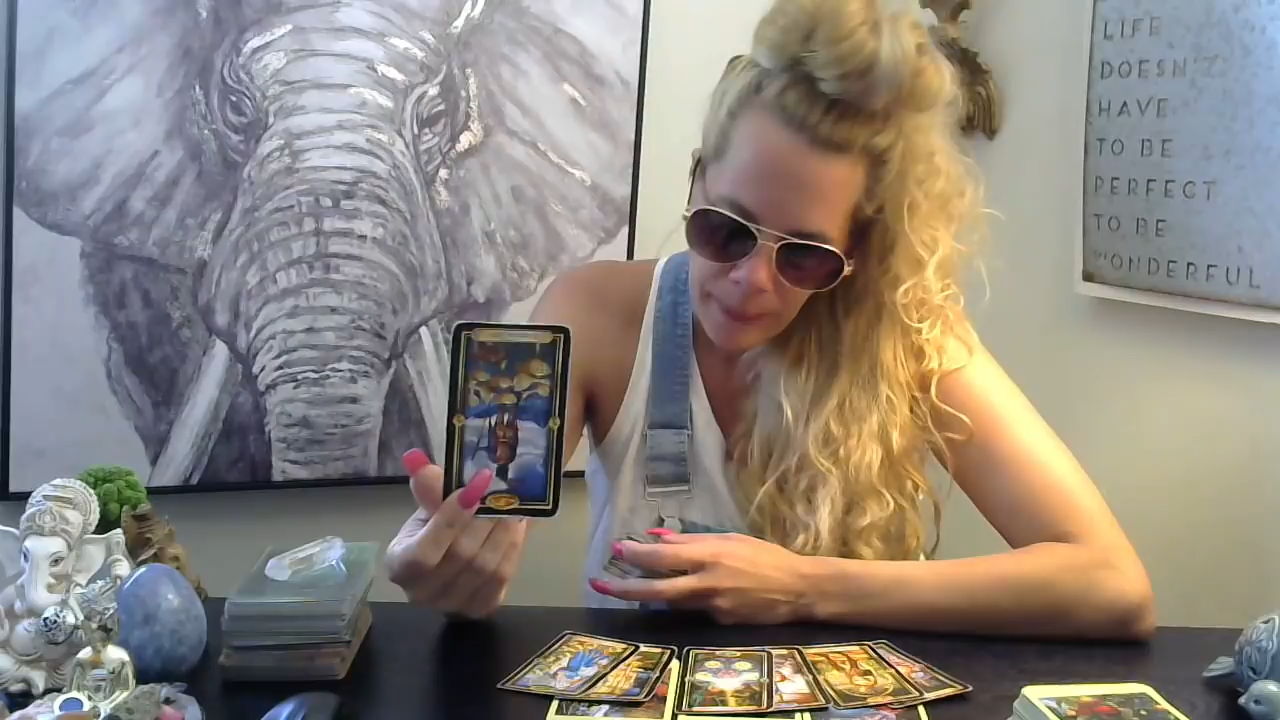 LIFE
DOESN'T
HAVE
TO BE
PERFECT
TO BE
WONDERFUL